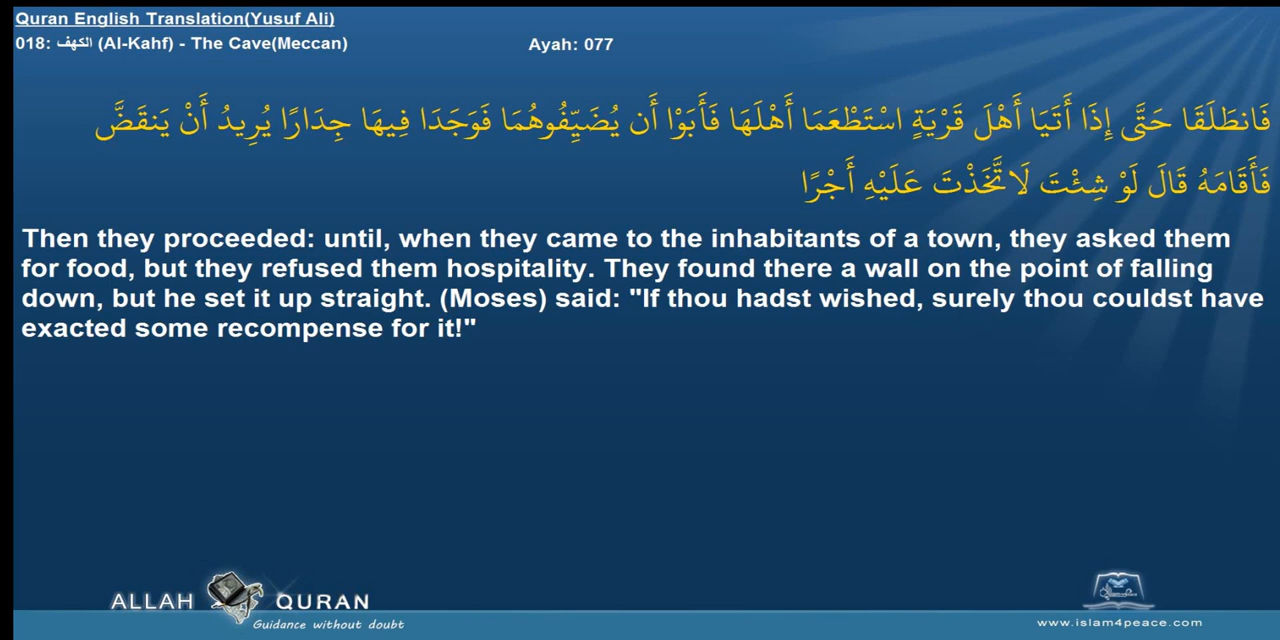 Quran English Translation(Yusuf Ali)
018: الكهف (Al-Kahf) - The Cave(Meccan)
Ayah: 077
فَانطَلَقَا حَتَّى إِذَا أَتَيَا أَهْلَ قَرْيَةٍ اسْتَطْعَمَا أَهْلَهَا فَأَبَوْا أَن يُضَيِّفُوهُمَا فَوَجَدَا فِيهَا جِدَارًا يُرِيدُ أَنْ يَنقَضَّ
فَأَقَامَهُ قَالَ لَوْ شِئْتَ لَاتَّخَذْتَ عَلَيْهِ أَجْرًا
Then they proceeded: until, when they came to the inhabitants of a town, they asked them
for food, but they refused them hospitality. They found there a wall on the point of falling
down, but he set it up straight. (Moses) said: "If thou hadst wished, surely thou couldst have
exacted some recompense for it!"
ALLAH QURAN
Guidance without doubt
www.islam4peace.com